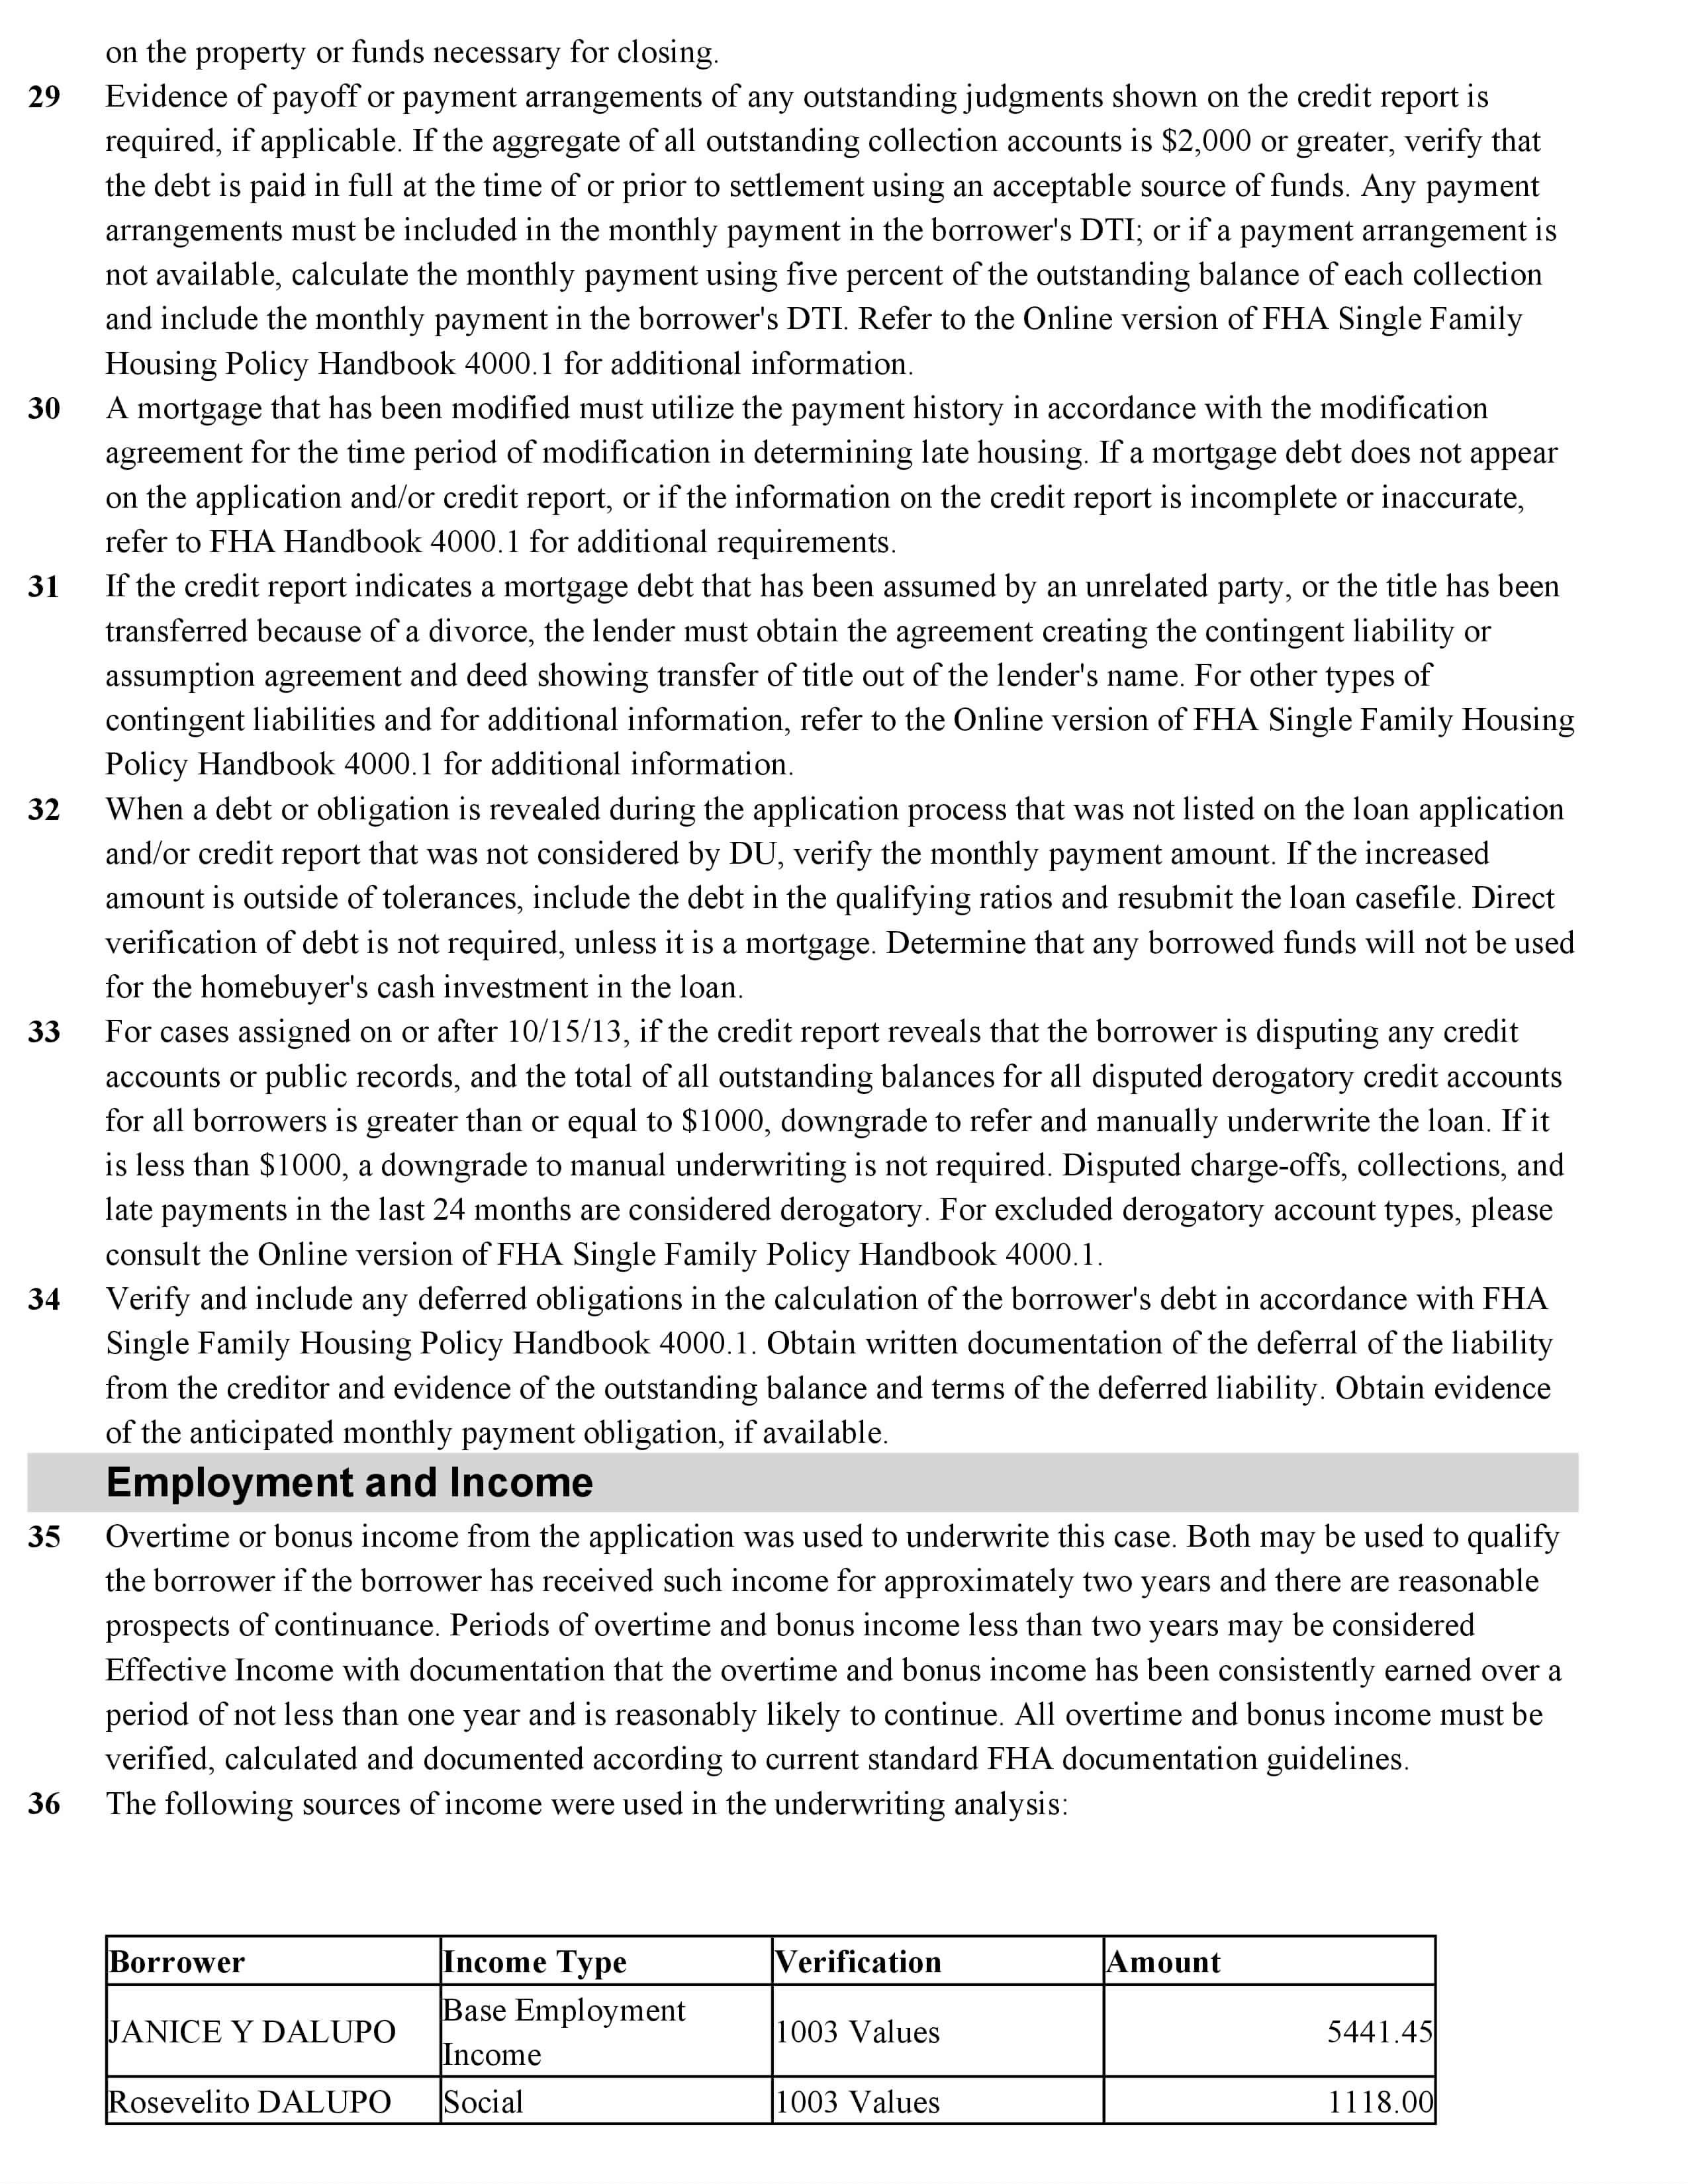 on the property or funds necessary for closing.
29 Evidence of payoff or payment arrangements of any outstanding judgments shown on the credit report is
required, if applicable. If the aggregate of all outstanding collection accounts is $2,000 or greater, verify that
the debt is paid in full at the time of or prior to settlement using an acceptable source of funds. Any payment
arrangements must be included in the monthly payment in the borrower's DTI; or if a payment arrangement is
not available, calculate the monthly payment using five percent of the outstanding balance of each collection
and include the monthly payment in the borrower's DTI. Refer to the Online version of FHA Single Family
Housing Policy Handbook 4000.1 for additional information.
30 A mortgage that has been modified must utilize the payment history in accordance with the modification
agreement for the time period of modification in determining late housing. If a mortgage debt does not appear
on the application and/or credit report, or if the information on the credit report is incomplete or inaccurate,
refer to FHA Handbook 4000.1 for additional requirements.
31 If the credit report indicates a mortgage debt that has been assumed by an unrelated party, or the title has been
transferred because of a divorce, the lender must obtain the agreement creating the contingent liability or
assumption agreement and deed showing transfer of title out of the lender's name. For other types of
contingent liabilities and for additional information, refer to the Online version of FHA Single Family Housing
Policy Handbook 4000.1 for additional information.
32 When a debt or obligation is revealed during the application process that was not listed on the loan application
and/or credit report that was not considered by DU, verify the monthly payment amount. If the increased
amount is outside of tolerances, include the debt in the qualifying ratios and resubmit the loan casefile. Direct
verification of debt is not required, unless it is a mortgage. Determine that any borrowed funds will not be used
for the homebuyer's cash investment in the loan.
33 For cases assigned on or after 10/15/13, if the credit report reveals that the borrower is disputing any credit
accounts or public records, and the total of all outstanding balances for all disputed derogatory credit accounts
for all borrowers is greater than or equal to $1000, downgrade to refer and manually underwrite the loan. If it
is less than $1000, a downgrade to manual underwriting is not required. Disputed charge-offs, collections, and
late payments in the last 24 months are considered derogatory. For excluded derogatory account types, please
consult the Online version of FHA Single Family Policy Handbook 4000.1.
34 Verify and include any deferred obligations in the calculation of the borrower's debt in accordance with FHA
Single Family Housing Policy Handbook 4000.1. Obtain written documentation of the deferral of the liability
from the creditor and evidence of the outstanding balance and terms of the deferred liability. Obtain evidence
of the anticipated monthly payment obligation, if available.
Employment and Income
35 Overtime or bonus income from the application was used to underwrite this case. Both may be used to qualify
the borrower if the borrower has received such income for approximately two years and there are reasonable
prospects of continuance. Periods of overtime and bonus income less than two years may be considered
Effective Income with documentation that the overtime and bonus income has been consistently earned over a
period of not less than one year and is reasonably likely to continue. All overtime and bonus income must be
verified, calculated and documented according to current standard FHA documentation guidelines.
36 The following sources of income were used in the underwriting analysis:
Borrower Income Type Verification Amount
JANICE Y DALUPO Base Employment Income 1003 Values 5441.45
Rosevelito DALUPO Social 1003 Values 1118.00